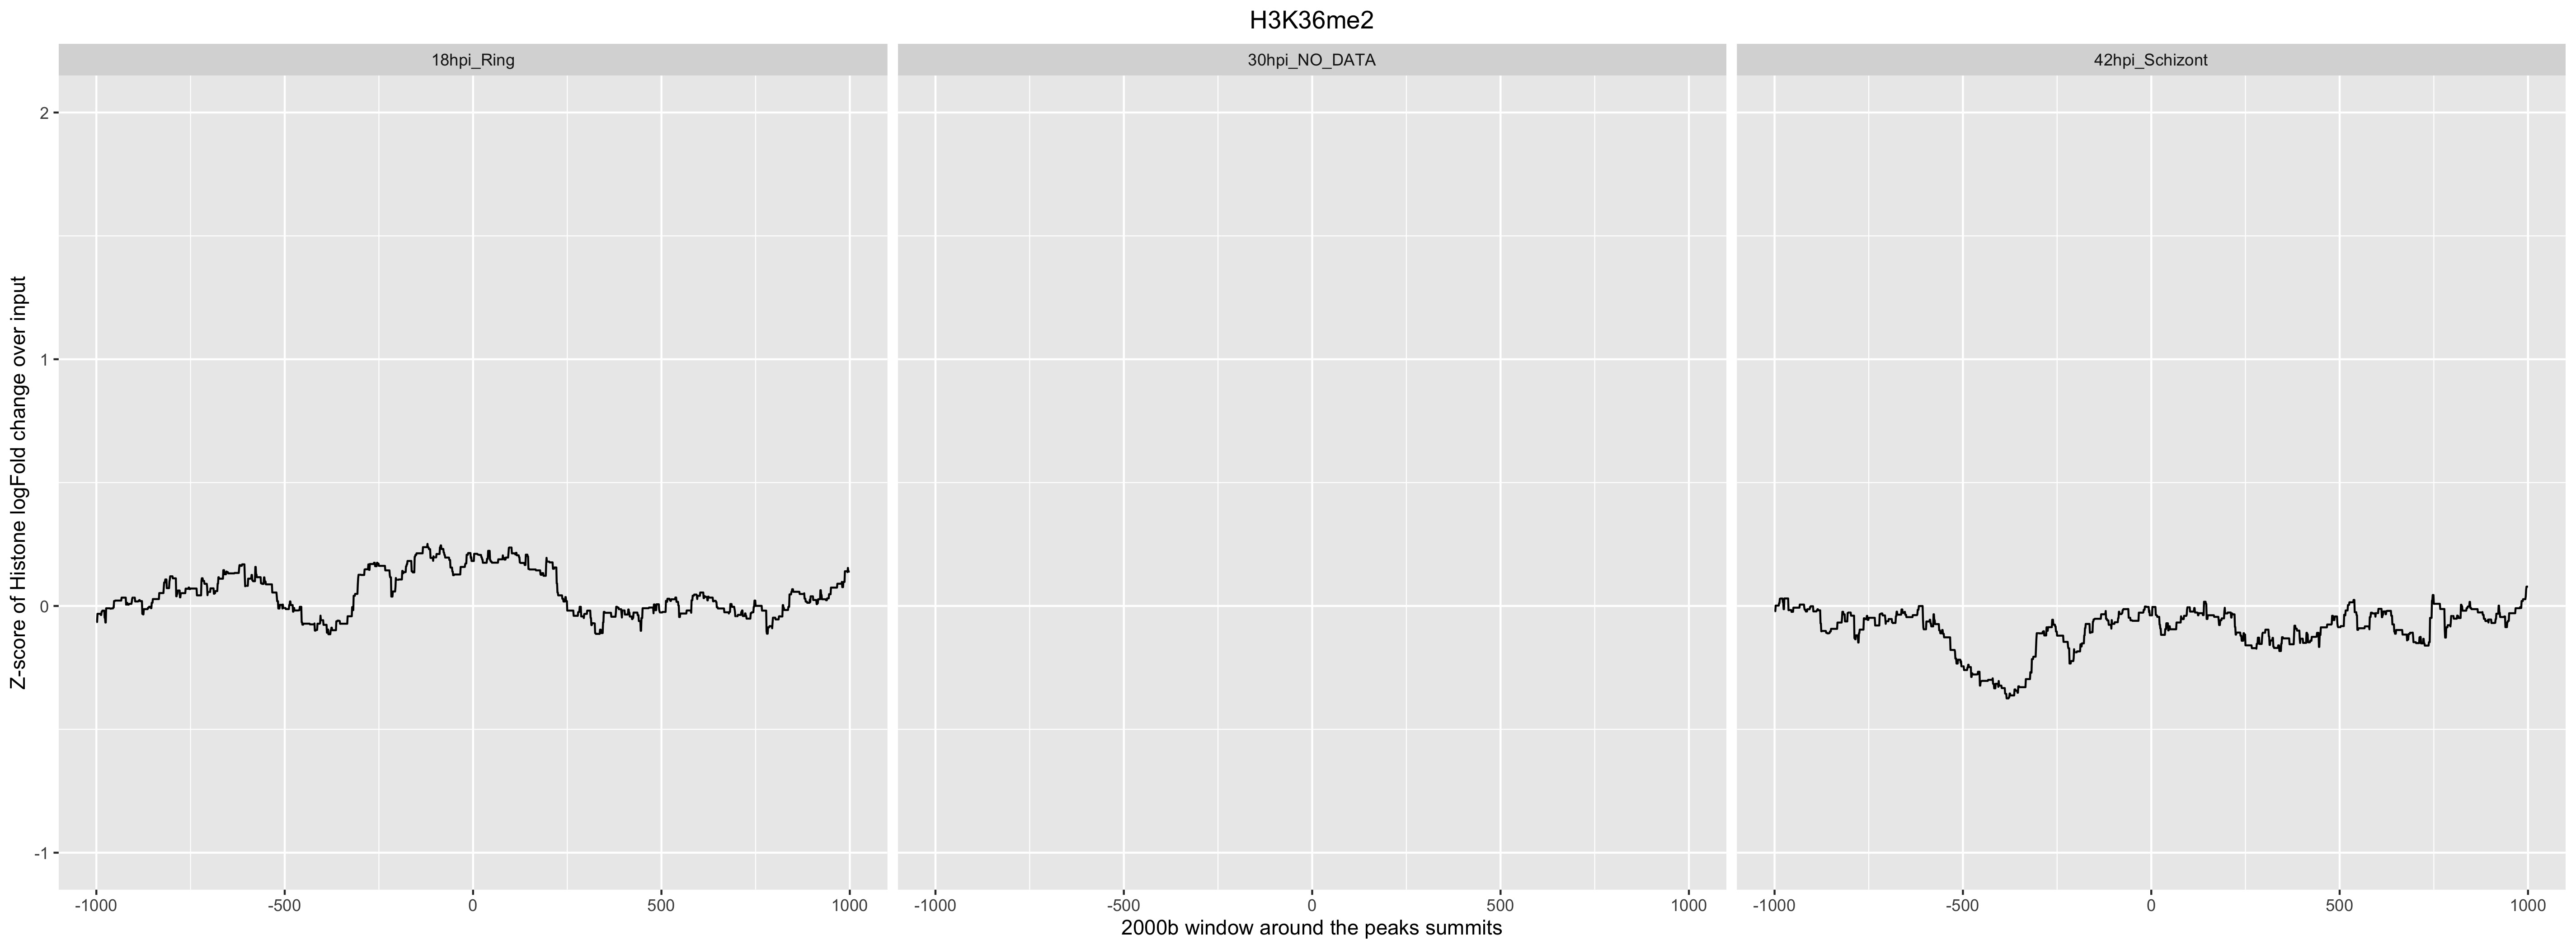 H3K36me2
18hpi_Ring
30hpi_NO_DATA
42hpi_Schizont
Z-score of Histone logFold change over input
2
1
0
-1
-1000 -500 0 500 1000
-1000 -500 0 500 1000
-1000 -500 0 500 1000
2000b window around the peaks summits